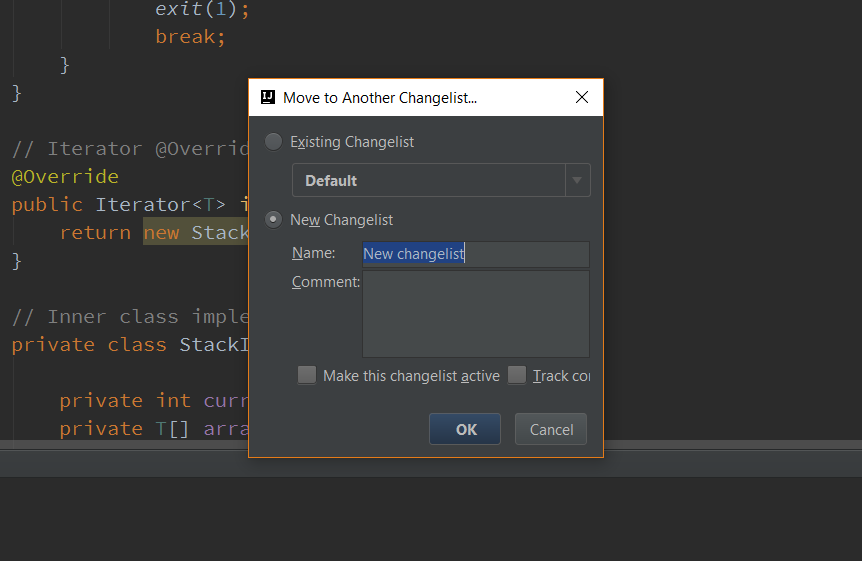 exit(1);
break;
}
}
// Iterator @Overrid
@Override
public Iterator<T> i
return new Stack
}
// Inner class imple
private class StackI
private int curr
private T[] arra
IJ Move to Another Changelist...
Existing Changelist
Default
New Changelist
Name: New changelist
Comment:
Make this changelist active Track con
OK Cancel